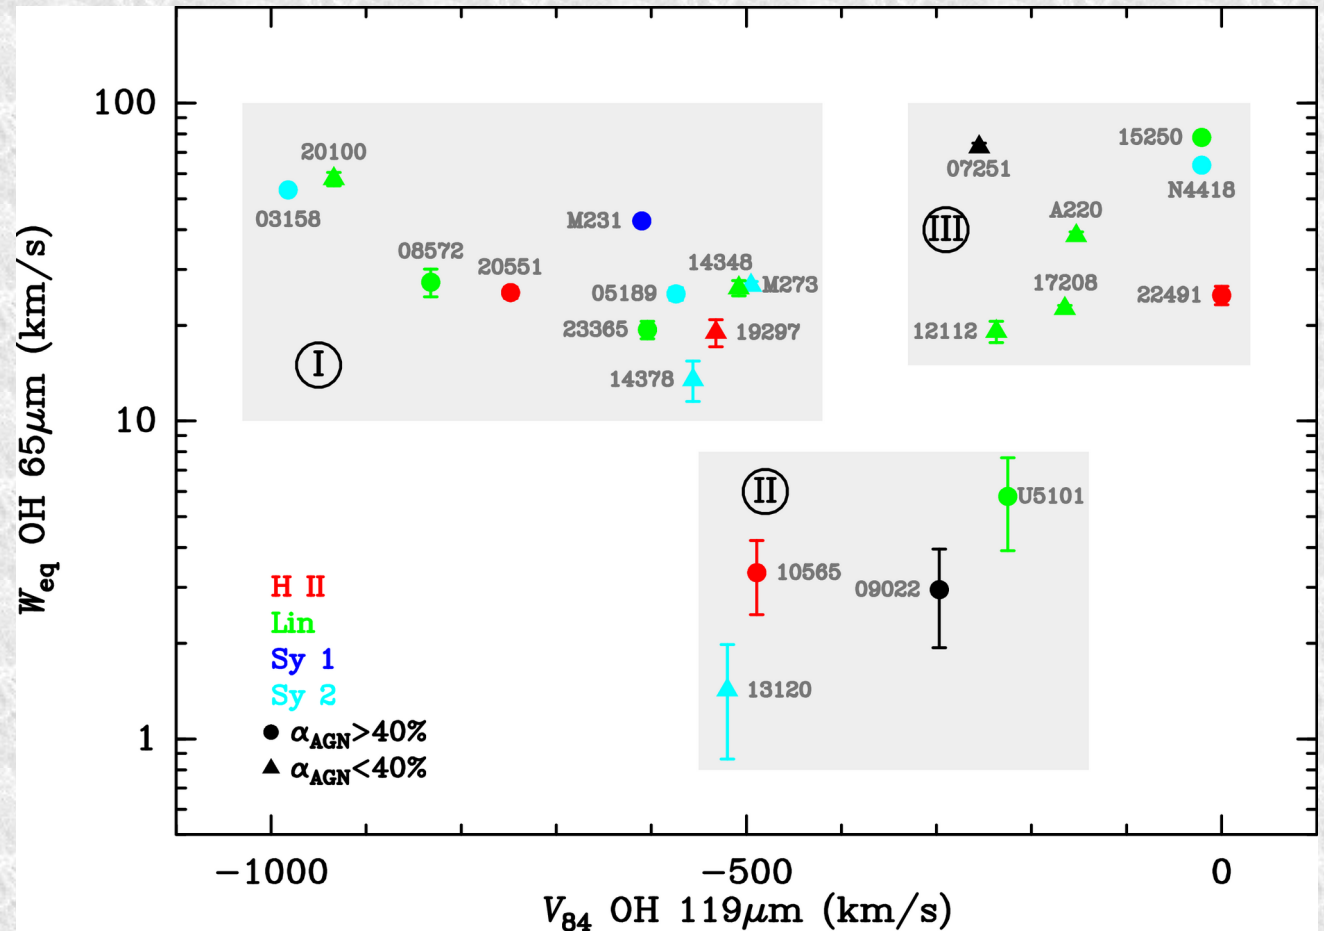 100
10
1
W_eq OH 65μm (km/s)
20100
03158
08572
20551
M231
14348
M273
05189
23365
19297
14378
I
07251
15250
N4418
A220
III
17208
22491
12112
II
U5101
10565
09022
13120
H II
Lin
Sy 1
Sy 2
α_AGN>40%
α_AGN<40%
−1000
−500
0
V_84 OH 119μm (km/s)